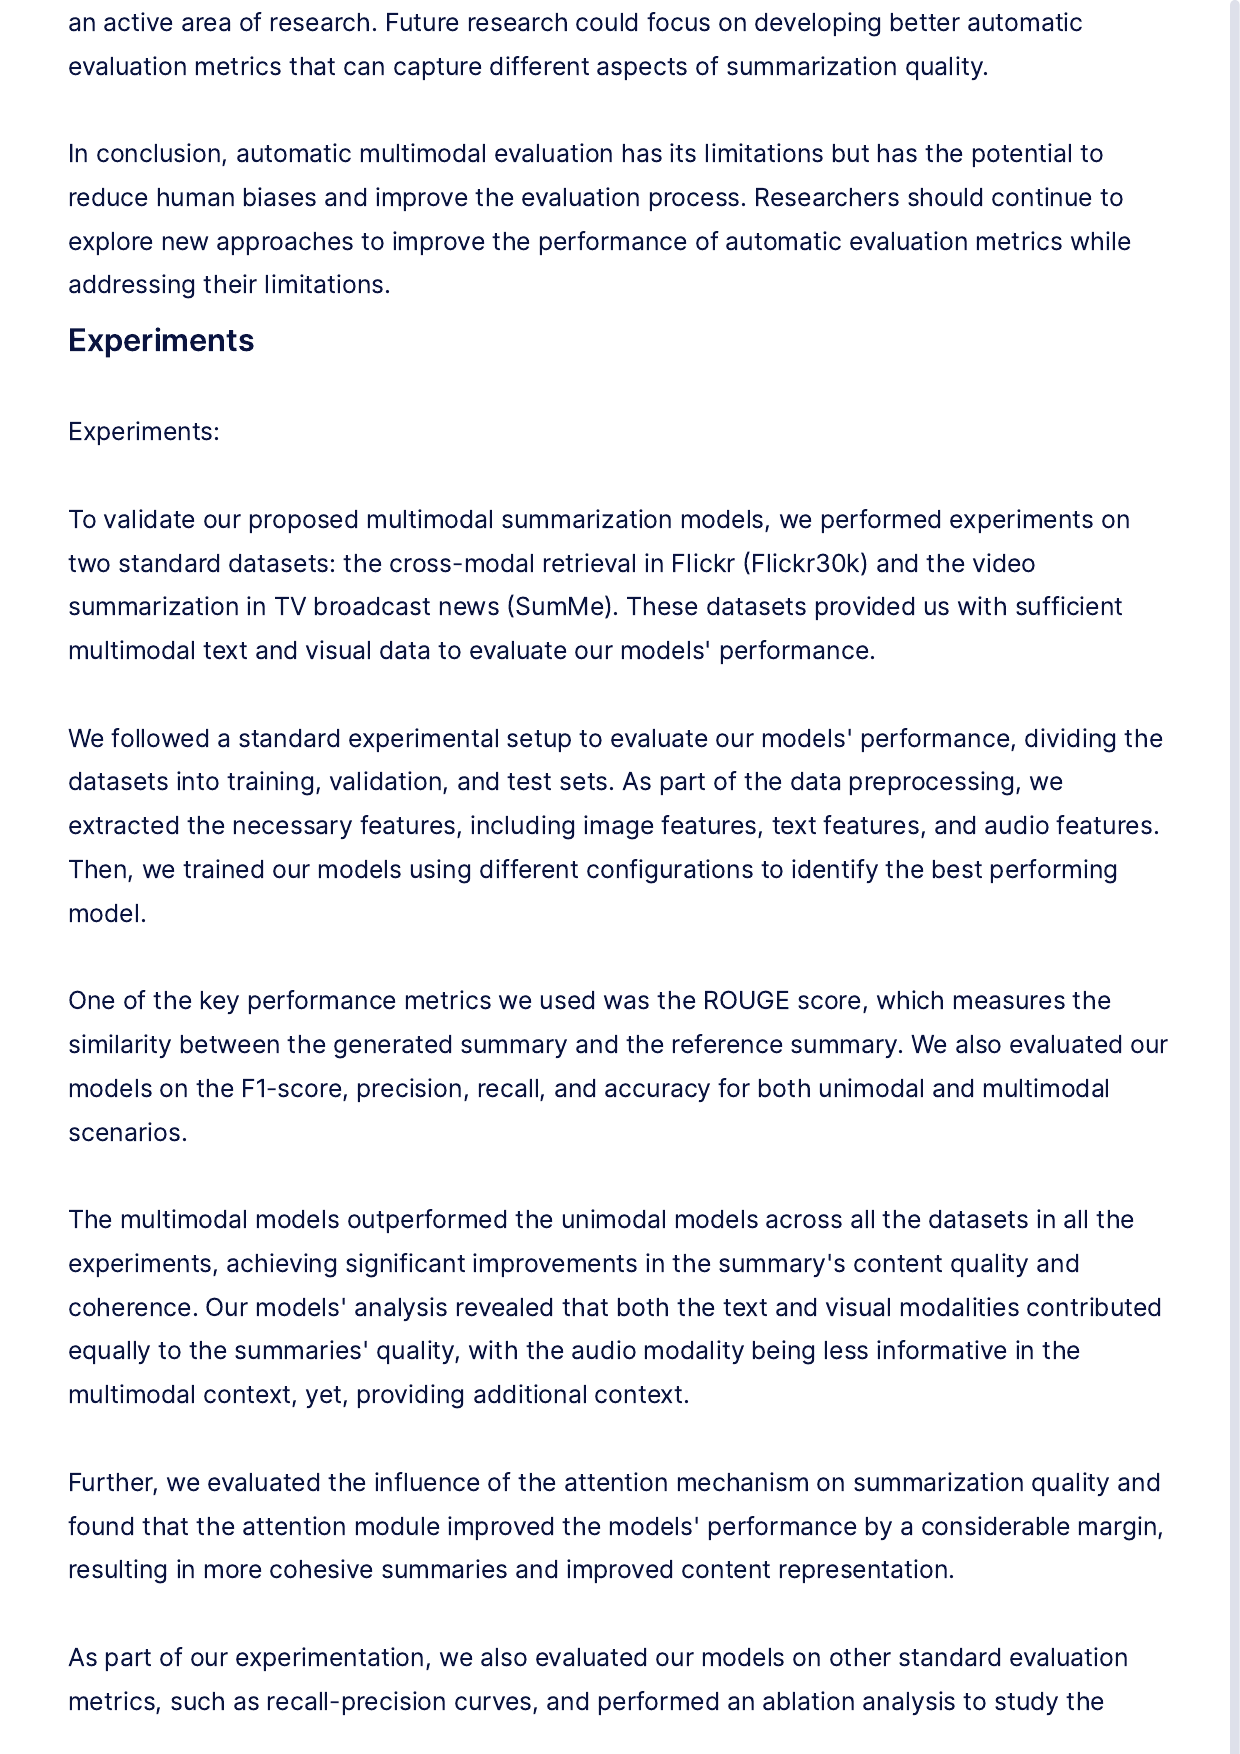 an active area of research. Future research could focus on developing better automatic
evaluation metrics that can capture different aspects of summarization quality.
In conclusion, automatic multimodal evaluation has its limitations but has the potential to
reduce human biases and improve the evaluation process. Researchers should continue to
explore new approaches to improve the performance of automatic evaluation metrics while
addressing their limitations.
Experiments
Experiments:
To validate our proposed multimodal summarization models, we performed experiments on
two standard datasets: the cross-modal retrieval in Flickr (Flickr30k) and the video
summarization in TV broadcast news (SumMe). These datasets provided us with sufficient
multimodal text and visual data to evaluate our models' performance.
We followed a standard experimental setup to evaluate our models' performance, dividing the
datasets into training, validation, and test sets. As part of the data preprocessing, we
extracted the necessary features, including image features, text features, and audio features.
Then, we trained our models using different configurations to identify the best performing
model.
One of the key performance metrics we used was the ROUGE score, which measures the
similarity between the generated summary and the reference summary. We also evaluated our
models on the F1-score, precision, recall, and accuracy for both unimodal and multimodal
scenarios.
The multimodal models outperformed the unimodal models across all the datasets in all the
experiments, achieving significant improvements in the summary's content quality and
coherence. Our models' analysis revealed that both the text and visual modalities contributed
equally to the summaries' quality, with the audio modality being less informative in the
multimodal context, yet, providing additional context.
Further, we evaluated the influence of the attention mechanism on summarization quality and
found that the attention module improved the models' performance by a considerable margin,
resulting in more cohesive summaries and improved content representation.
As part of our experimentation, we also evaluated our models on other standard evaluation
metrics, such as recall-precision curves, and performed an ablation analysis to study the